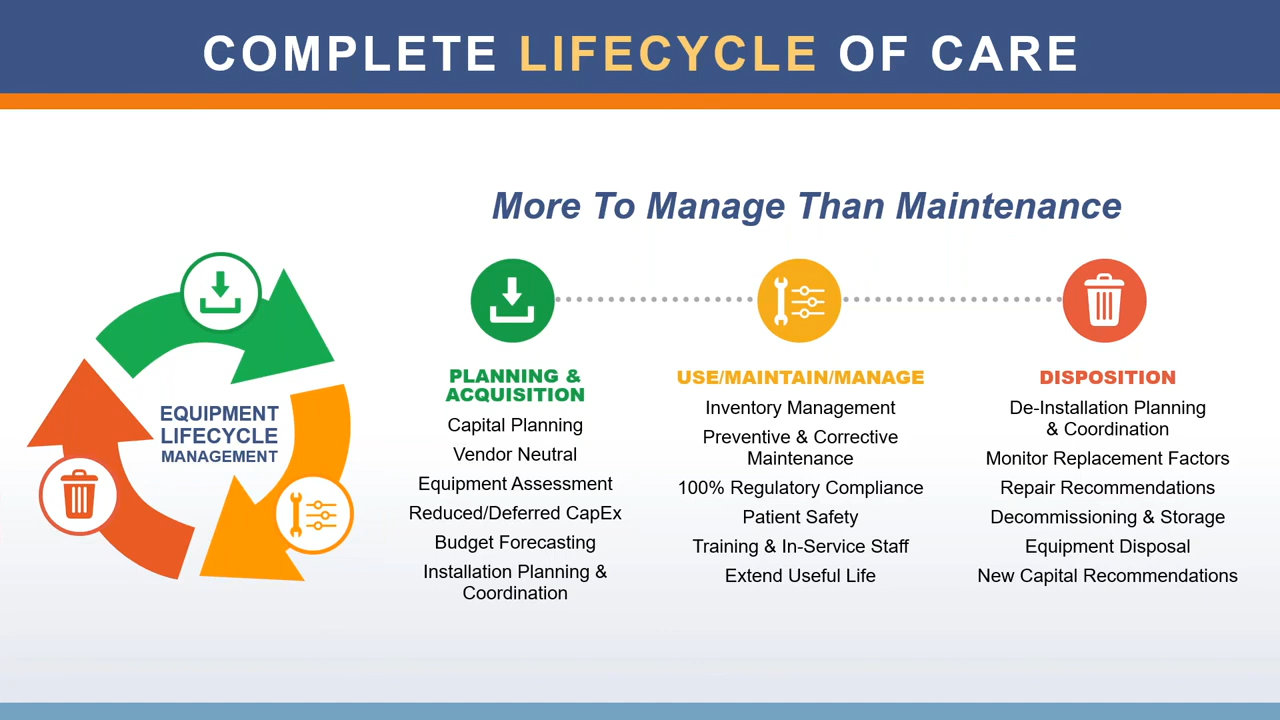 COMPLETE LIFECYCLE OF CARE
More To Manage Than Maintenance
EQUIPMENT
LIFECYCLE
MANAGEMENT
PLANNING &
ACQUISITION
Capital Planning
Vendor Neutral
Equipment Assessment
Reduced/Deferred CapEx
Budget Forecasting
Installation Planning &
Coordination
USE/MAINTAIN/MANAGE
Inventory Management
Preventive & Corrective
Maintenance
100% Regulatory Compliance
Patient Safety
Training & In-Service Staff
Extend Useful Life
DISPOSITION
De-Installation Planning
& Coordination
Monitor Replacement Factors
Repair Recommendations
Decommissioning & Storage
Equipment Disposal
New Capital Recommendations